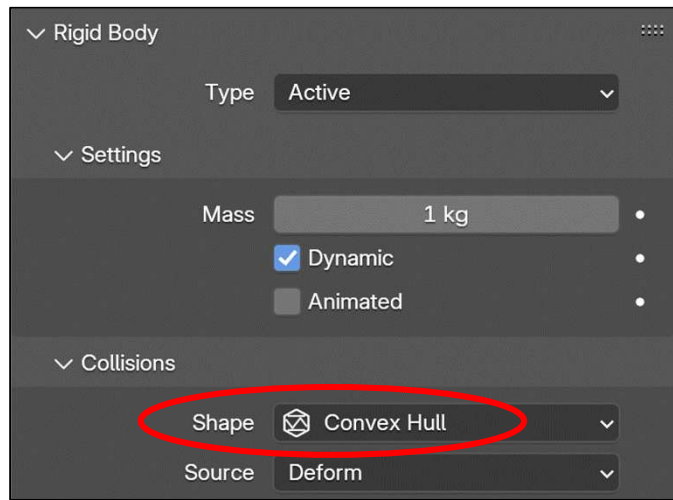 Rigid Body
Type Active
Settings
Mass 1 kg
Dynamic
Animated
Collisions
Shape Convex Hull
Source Deform